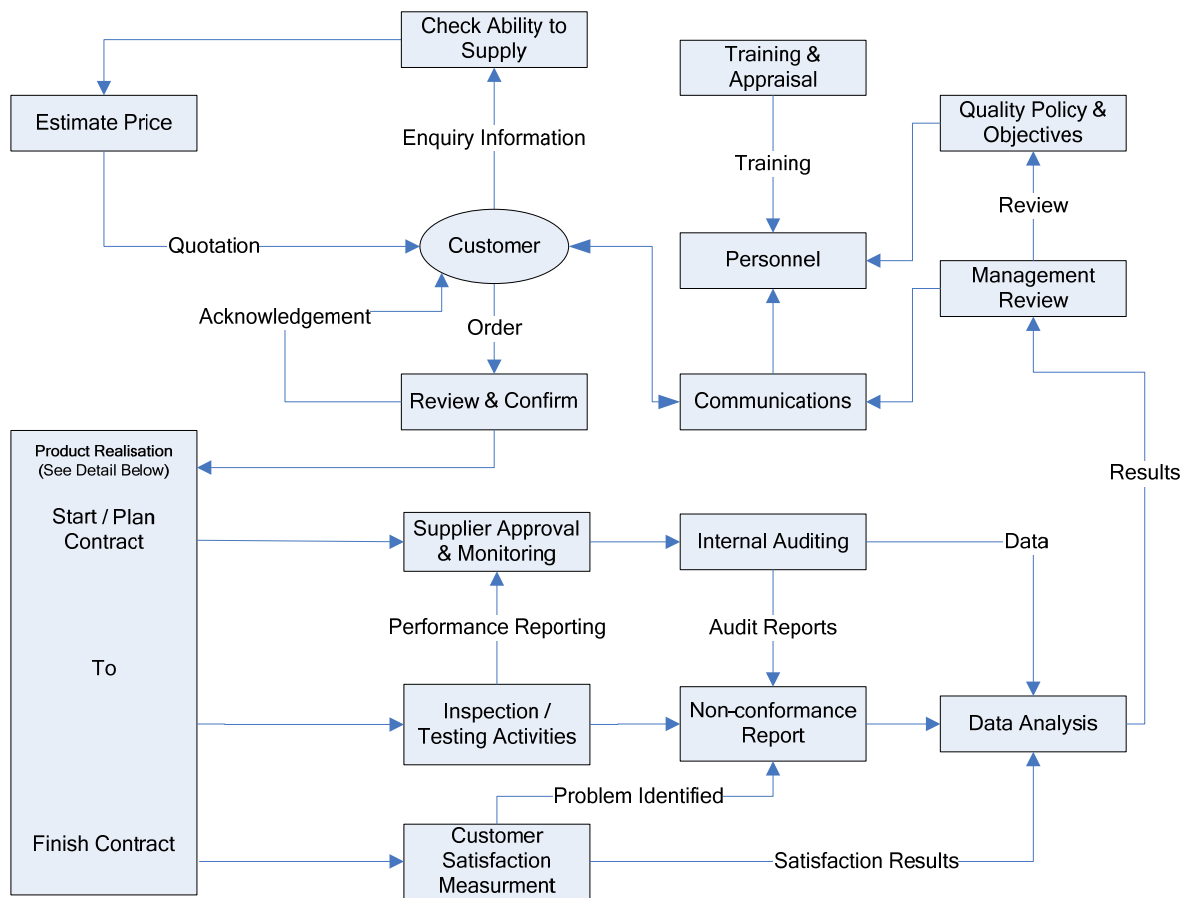 Check Ability to
Supply
Training &
Appraisal
Estimate Price
Quality Policy &
Objectives
Enquiry Information
Training
Review
Quotation
Customer
Personnel
Management
Review
Acknowledgement
Order
Review & Confirm
Communications
Product Realisation
(See Detail Below)
Results
Start / Plan
Contract
Supplier Approval
& Monitoring
Internal Auditing
Data
Performance Reporting
Audit Reports
To
Inspection /
Testing Activities
Non-conformance
Report
Data Analysis
Problem Identified
Finish Contract
Customer
Satisfaction
Measurment
Satisfaction Results